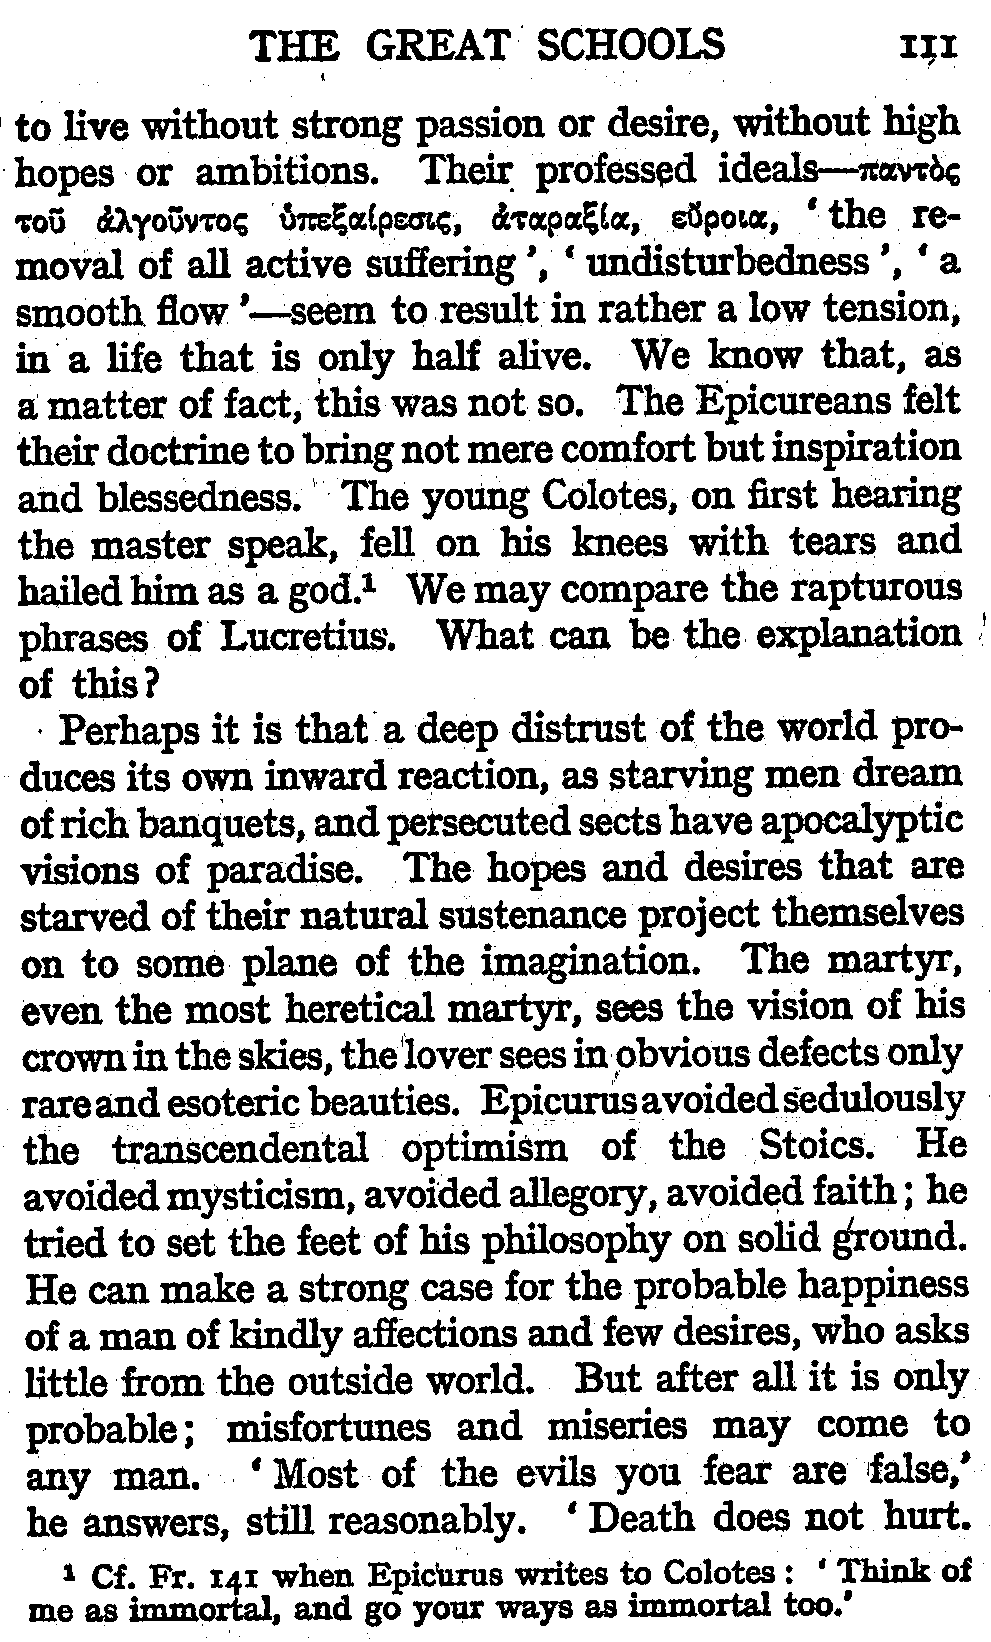 THE GREAT SCHOOLS 111
to live without strong passion or desire, without high
hopes or ambitions. Their professed ideals—παντὸς
τοῦ ἀλγοῦντος ὑπεξαίρεσις, ἀταραξία, εὔροια, ‘ the re-
moval of all active suffering ’, ‘ undisturbedness ’, ‘ a
smooth flow ’—seem to result in rather a low tension,
in a life that is only half alive. We know that, as
a matter of fact, this was not so. The Epicureans felt
their doctrine to bring not mere comfort but inspiration
and blessedness. The young Colotes, on first hearing
the master speak, fell on his knees with tears and
hailed him as a god.¹ We may compare the rapturous
phrases of Lucretius. What can be the explanation
of this?
Perhaps it is that a deep distrust of the world pro-
duces its own inward reaction, as starving men dream
of rich banquets, and persecuted sects have apocalyptic
visions of paradise. The hopes and desires that are
starved of their natural sustenance project themselves
on to some plane of the imagination. The martyr,
even the most heretical martyr, sees the vision of his
crown in the skies, the lover sees in obvious defects only
rare and esoteric beauties. Epicurus avoided sedulously
the transcendental optimism of the Stoics. He
avoided mysticism, avoided allegory, avoided faith ; he
tried to set the feet of his philosophy on solid ground.
He can make a strong case for the probable happiness
of a man of kindly affections and few desires, who asks
little from the outside world. But after all it is only
probable ; misfortunes and miseries may come to
any man. ‘ Most of the evils you fear are false,’
he answers, still reasonably. ‘ Death does not hurt.
¹ Cf. Fr. 141 when Epicurus writes to Colotes : ‘ Think of
me as immortal, and go your ways as immortal too.’